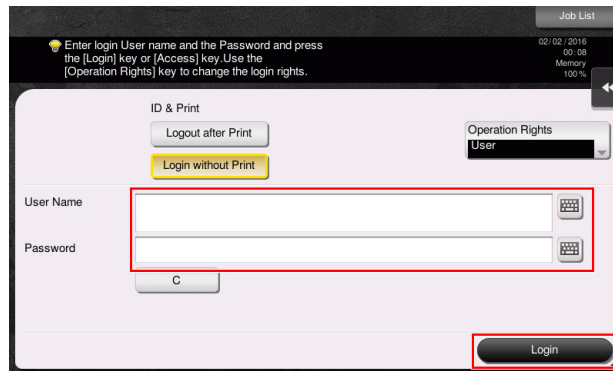 Job List
Enter login User name and the Password and press
the [Login] key or [Access] key.Use the
[Operation Rights] key to change the login rights.
02/02/2016
00:08
Memory
100%
ID & Print
Logout after Print
Operation Rights
User
Login without Print
User Name
Password
C
Login